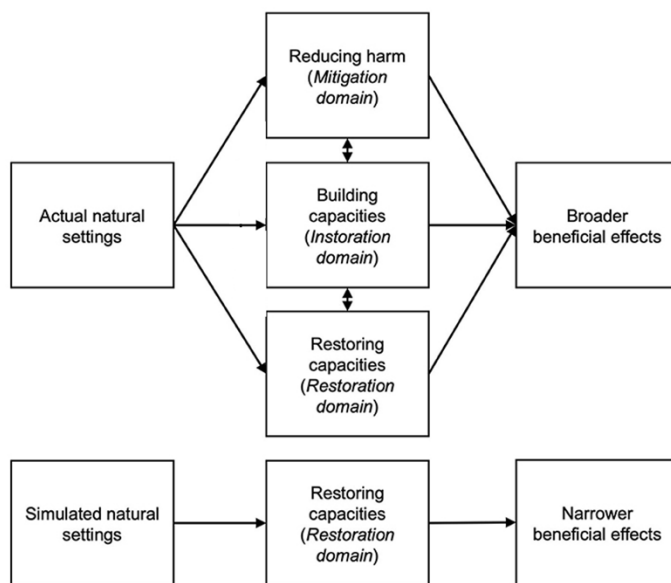 Reducing harm
(Mitigation
domain)
Actual natural
settings
Building
capacities
(Instoration
domain)
Broader
beneficial effects
Restoring
capacities
(Restoration
domain)
Simulated natural
settings
Restoring
capacities
(Restoration
domain)
Narrower
beneficial effects